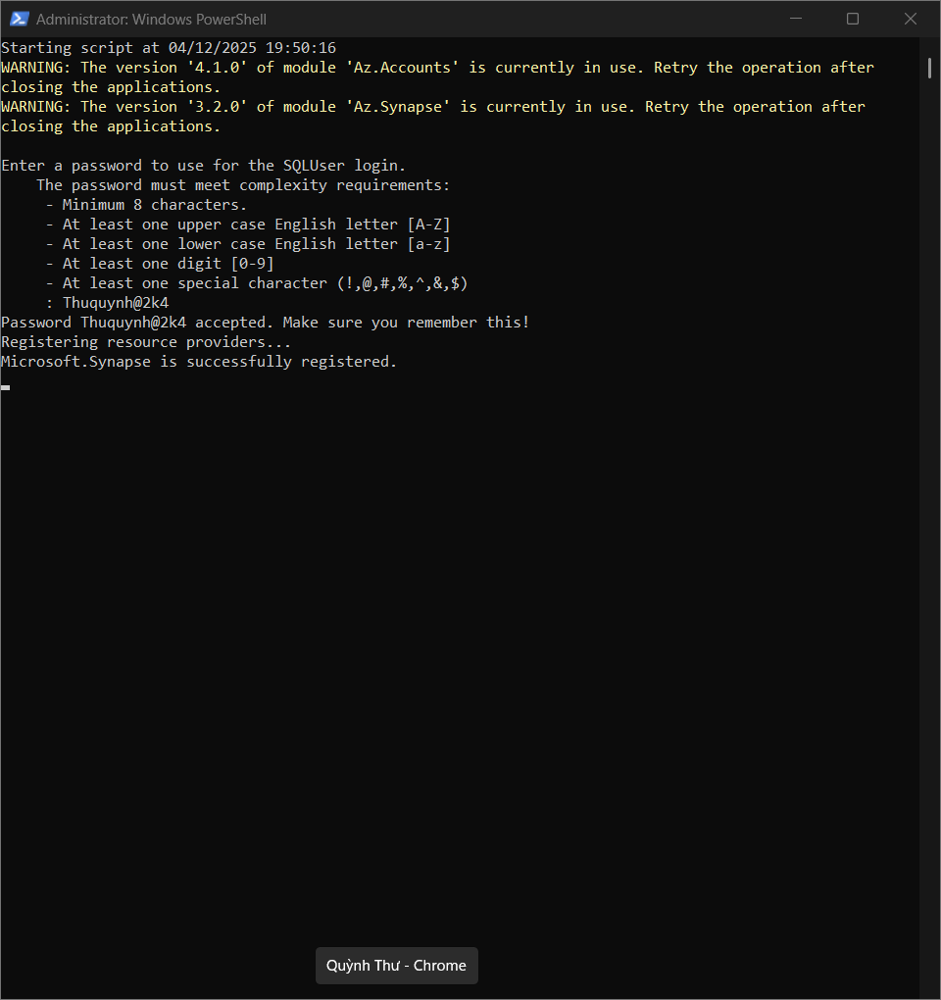 Administrator: Windows PowerShell
Starting script at 04/12/2025 19:50:16
WARNING: The version '4.1.0' of module 'Az.Accounts' is currently in use. Retry the operation after
closing the applications.
WARNING: The version '3.2.0' of module 'Az.Synapse' is currently in use. Retry the operation after
closing the applications.
Enter a password to use for the SQLUser login.
The password must meet complexity requirements:
- Minimum 8 characters.
- At least one upper case English letter [A-Z]
- At least one lower case English letter [a-z]
- At least one digit [0-9]
- At least one special character (!,@,#,%,^,&,$)
: Thuquynh@2k4
Password Thuquynh@2k4 accepted. Make sure you remember this!
Registering resource providers...
Microsoft.Synapse is successfully registered.
Quỳnh Thư - Chrome